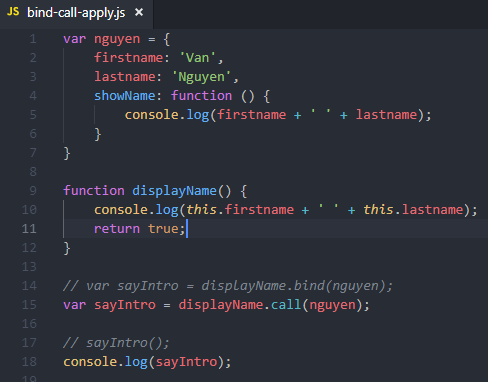 JS bind-call-apply.js ×
1 var nguyen = {
2     firstname: 'Van',
3     lastname: 'Nguyen',
4     showName: function () {
5         console.log(firstname + ' ' + lastname);
6     }
7 }
8
9 function displayName() {
10     console.log(this.firstname + ' ' + this.lastname);
11     return true;
12 }
13
14 // var sayIntro = displayName.bind(nguyen);
15 var sayIntro = displayName.call(nguyen);
16
17 // sayIntro();
18 console.log(sayIntro);
19